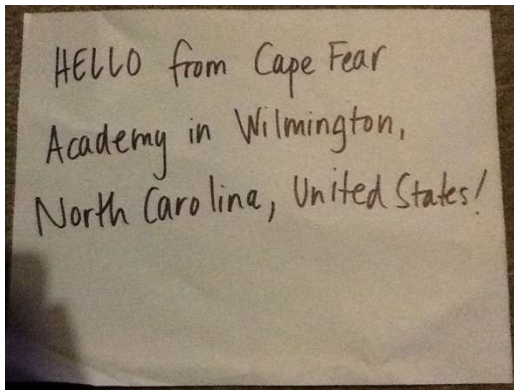 HELLO from Cape Fear
Academy in Wilmington,
North Carolina, United States!